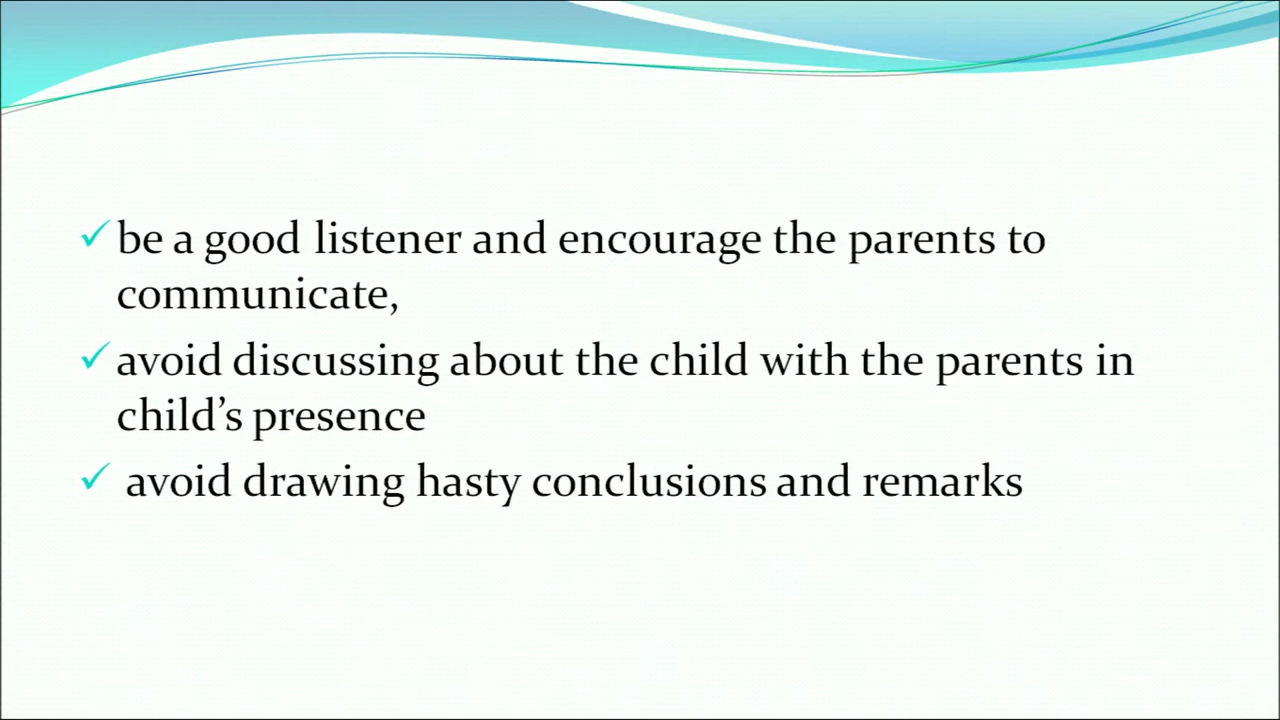 ✓ be a good listener and encourage the parents to
communicate,
✓ avoid discussing about the child with the parents in
child’s presence
✓ avoid drawing hasty conclusions and remarks